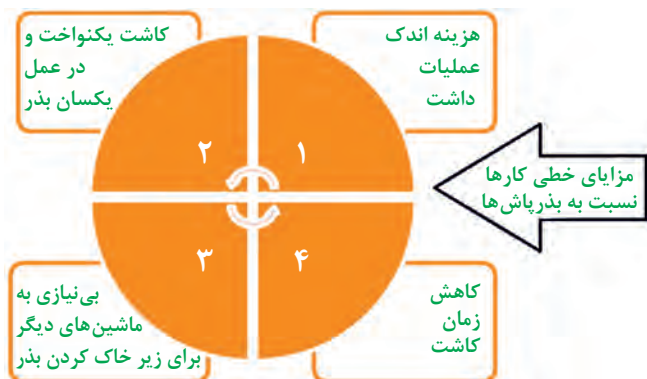 مزایای خطی کارها
نسبت به بذرپاش‌ها
هزینه اندک
عملیات
داشت
۱
کاشت یکنواخت و
در عمل
یکسان بذر
۲
بی‌نیازی به
ماشین‌های دیگر
برای زیر خاک کردن بذر
۳
کاهش
زمان
کاشت
۴